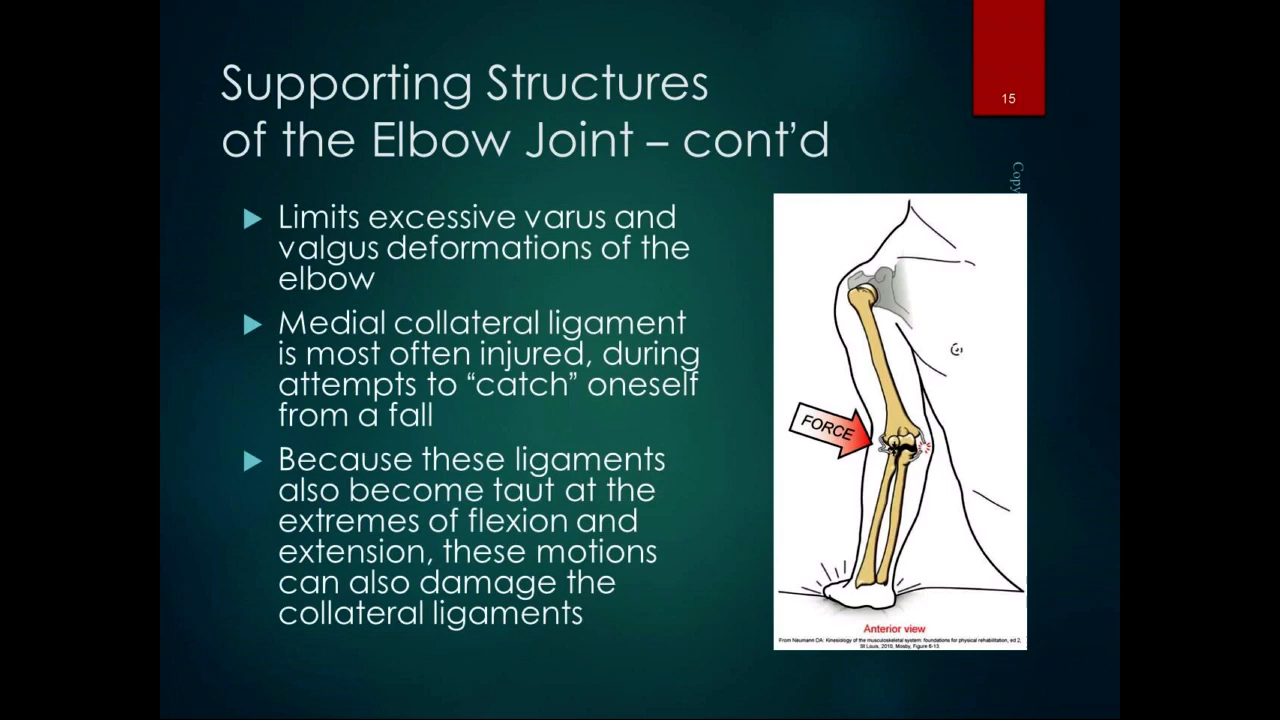 15
Supporting Structures
of the Elbow Joint – cont’d
Copy
Limits excessive varus and
valgus deformations of the
elbow
Medial collateral ligament
is most often injured, during
attempts to “catch” oneself
from a fall
Because these ligaments
also become taut at the
extremes of flexion and
extension, these motions
can also damage the
collateral ligaments
FORCE
Anterior view
From Neumann DA: Kinesiology of the musculoskeletal system: foundations for physical rehabilitation, ed 2,
St Louis, 2010, Mosby, Figure 6-13.